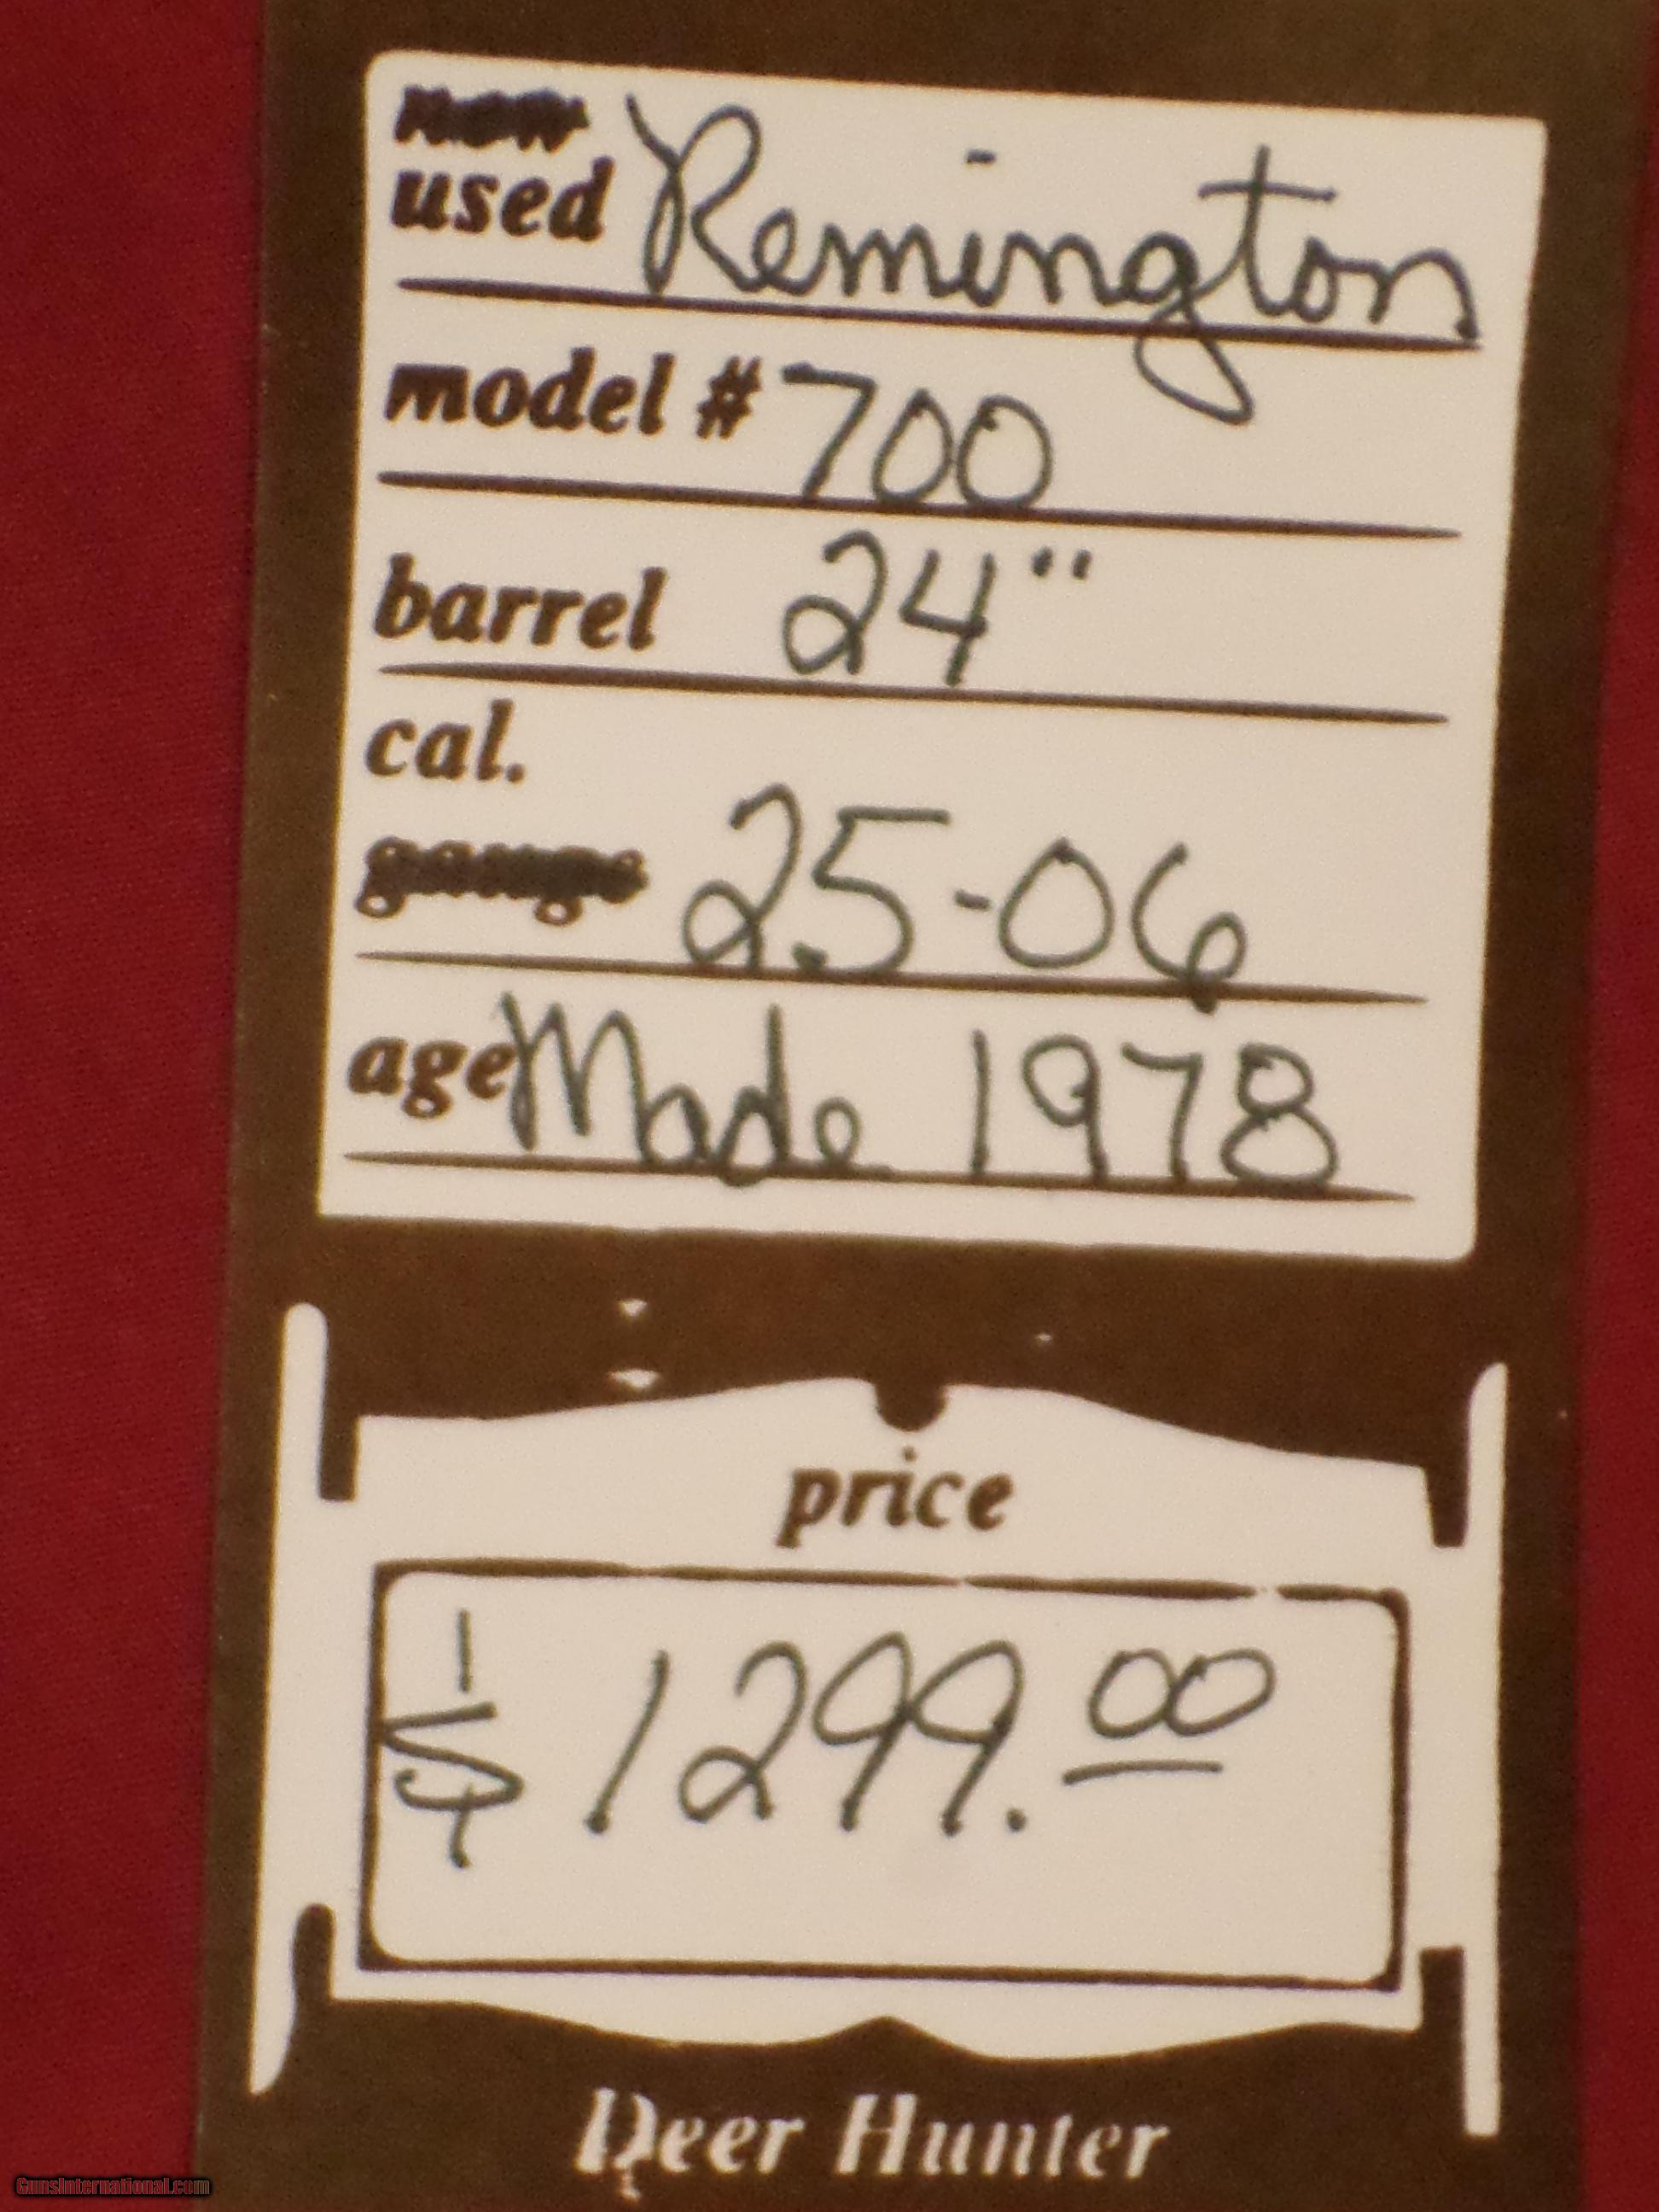 new
used Remington
model # 700
barrel 24"
cal.
gauge 25-06
age Made 1978
price
$ 1299.00
Deer Hunter
GunsInternational.com